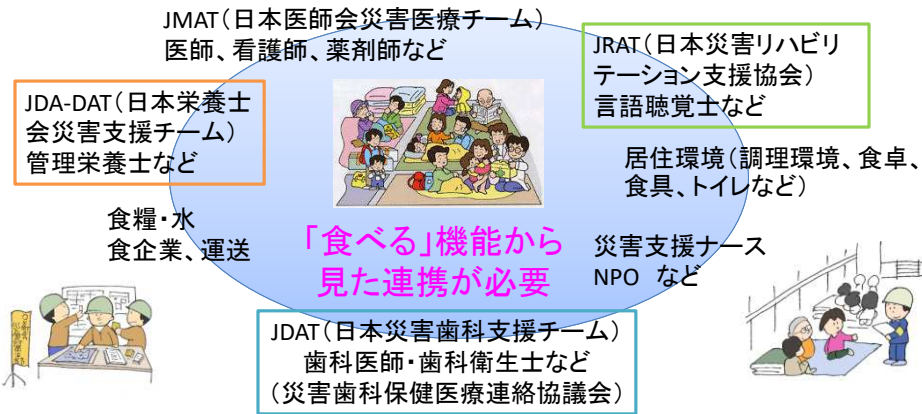 JMAT（日本医師会災害医療チーム）
医師、看護師、薬剤師など
JRAT（日本災害リハビリ
テーション支援協会）
言語聴覚士など
JDA-DAT（日本栄養士
会災害支援チーム）
管理栄養士など
居住環境（調理環境、食卓、
食具、トイレなど）
食糧・水
食企業、運送
「食べる」機能から
見た連携が必要
災害支援ナース
NPO など
JDAT（日本災害歯科支援チーム）
歯科医師・歯科衛生士など
（災害歯科保健医療連絡協議会）